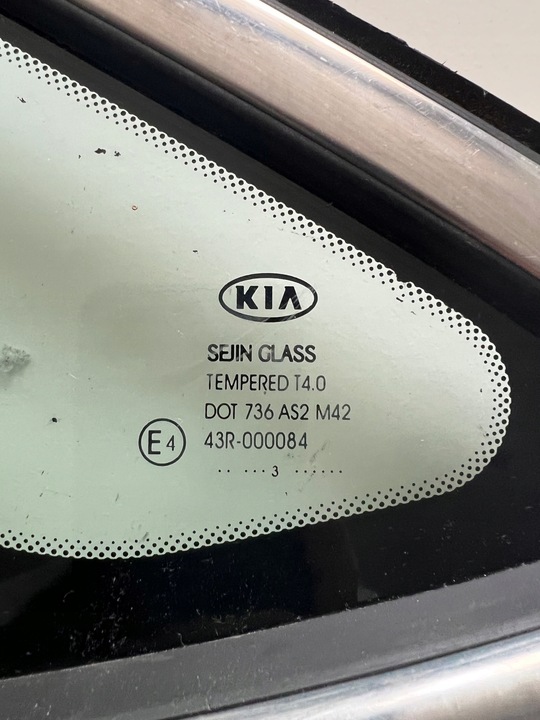 KIA
SEJIN GLASS
TEMPERED T4.0
DOT 736 AS2 M42
E4 43R-000084
·· ····3 ······